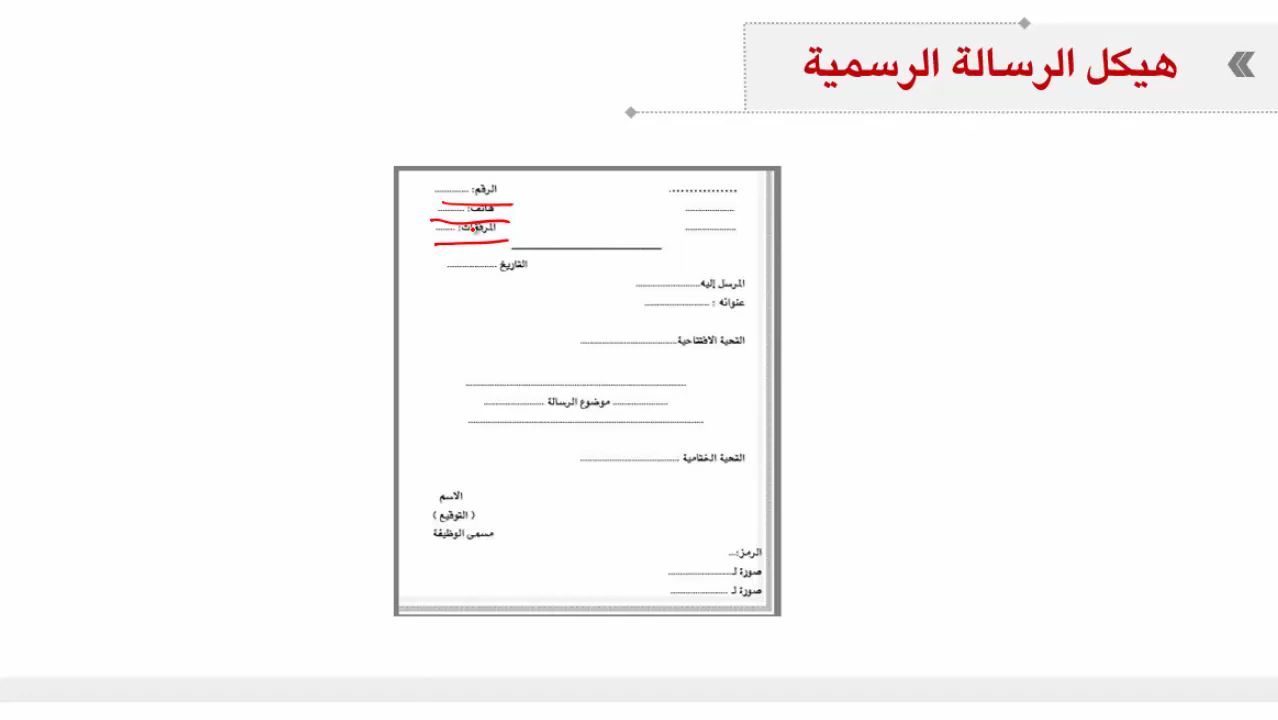 هيكل الرسالة الرسمية
............... الرقم: ...............
............... هاتف: ...............
............... المرفقات: ...............
التاريخ ...............
المرسل إليه...............
عنوانه : ...............
التحية الافتتاحية...............
...............
............... موضوع الرسالة ...............
...............
التحية الختامية ...............
الاسم
( التوقيع )
مسمى الوظيفة
الرمز:...
صورة لـ...............
صورة لـ ...............